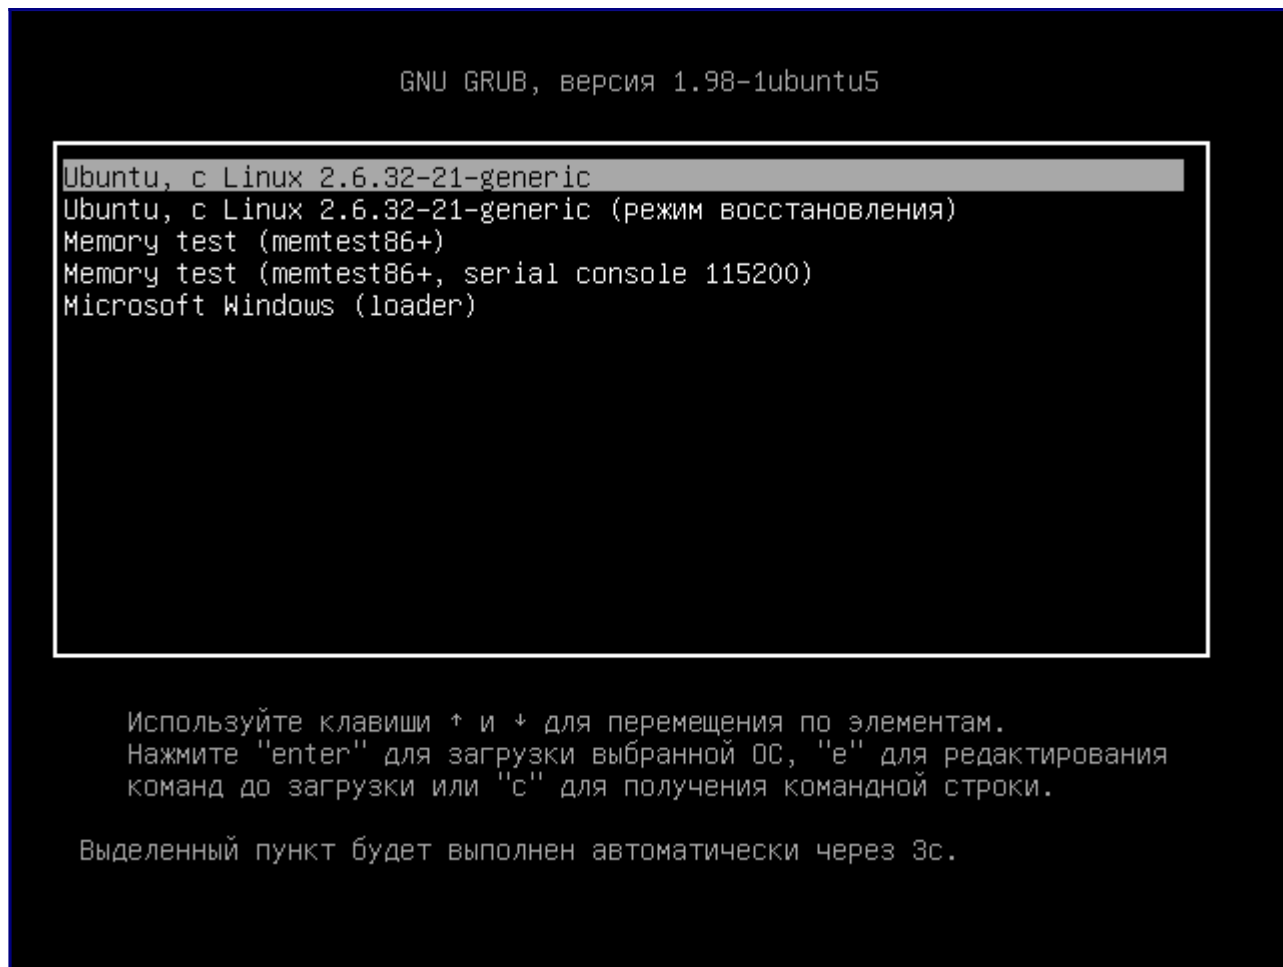 GNU GRUB, версия 1.98-1ubuntu5
Ubuntu, с Linux 2.6.32-21-generic
Ubuntu, с Linux 2.6.32-21-generic (режим восстановления)
Memory test (memtest86+)
Memory test (memtest86+, serial console 115200)
Microsoft Windows (loader)
Используйте клавиши ↑ и ↓ для перемещения по элементам.
Нажмите "enter" для загрузки выбранной ОС, "e" для редактирования
команд до загрузки или "c" для получения командной строки.
Выделенный пункт будет выполнен автоматически через 3с.